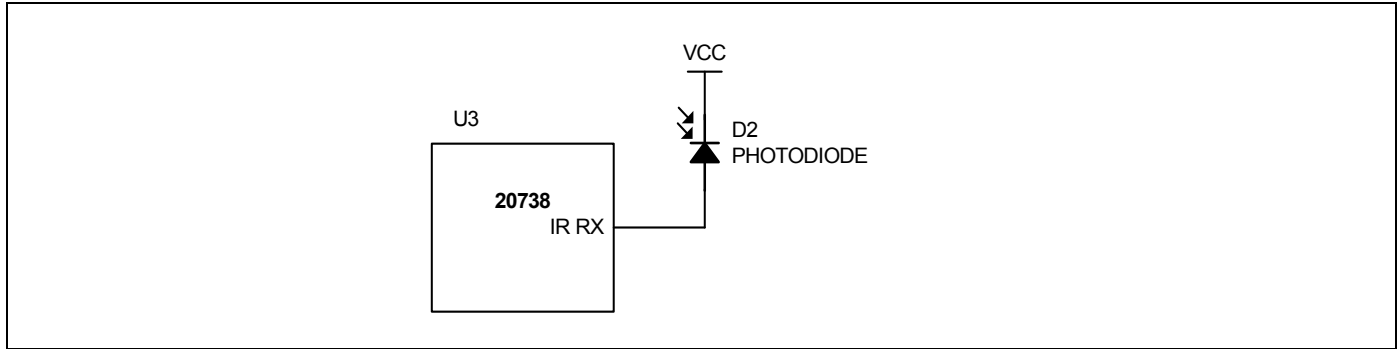 VCC
U3
D2
PHOTODIODE
20738
IR RX